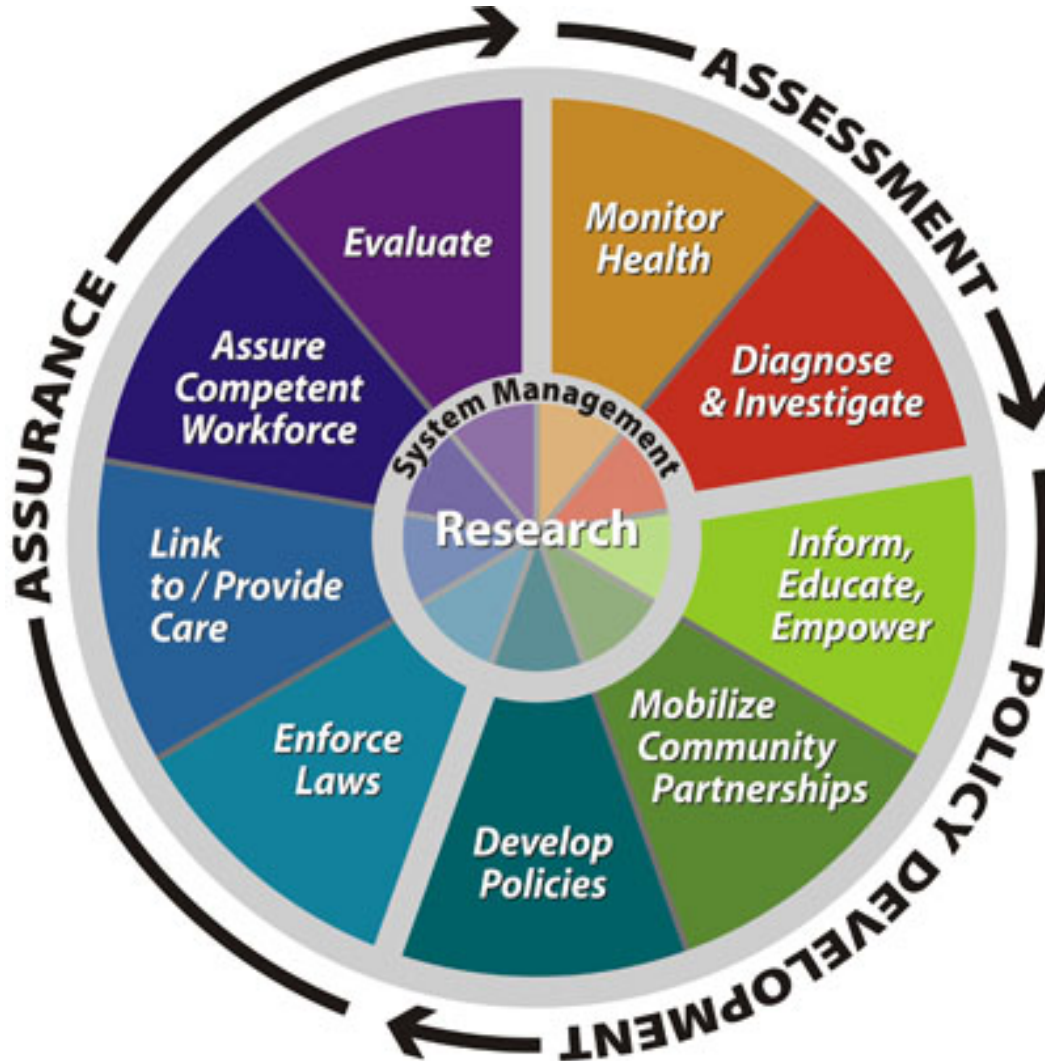 ASSESSMENT
POLICY DEVELOPMENT
ASSURANCE
Evaluate
Monitor
Health
Assure
Competent
Workforce
Diagnose
& Investigate
System Management
Research
Link
to / Provide
Care
Inform,
Educate,
Empower
Enforce
Laws
Mobilize
Community
Partnerships
Develop
Policies